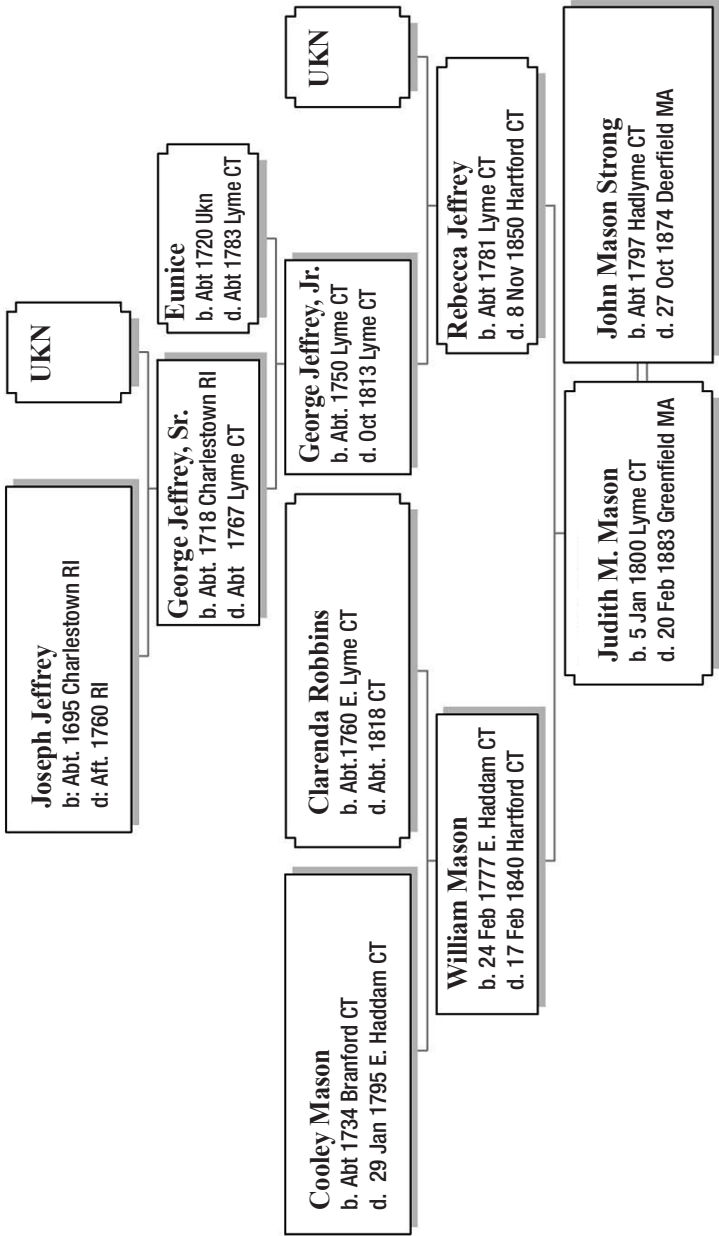 Joseph Jeffrey
b: Abt. 1695 Charlestown RI
d: Aft. 1760 RI
UKN
George Jeffrey, Sr.
b. Abt. 1718 Charlestown RI
d. Abt 1767 Lyme CT
Eunice
b. Abt 1720 Ukn
d. Abt 1783 Lyme CT
Cooley Mason
b. Abt 1734 Branford CT
d. 29 Jan 1795 E. Haddam CT
Clarenda Robbins
b. Abt.1760 E. Lyme CT
d. Abt. 1818 CT
George Jeffrey, Jr.
b. Abt. 1750 Lyme CT
d. Oct 1813 Lyme CT
UKN
William Mason
b. 24 Feb 1777 E. Haddam CT
d. 17 Feb 1840 Hartford CT
Rebecca Jeffrey
b. Abt 1781 Lyme CT
d. 8 Nov 1850 Hartford CT
Judith M. Mason
b. 5 Jan 1800 Lyme CT
d. 20 Feb 1883 Greenfield MA
John Mason Strong
b. Abt 1797 Hadlyme CT
d. 27 Oct 1874 Deerfield MA